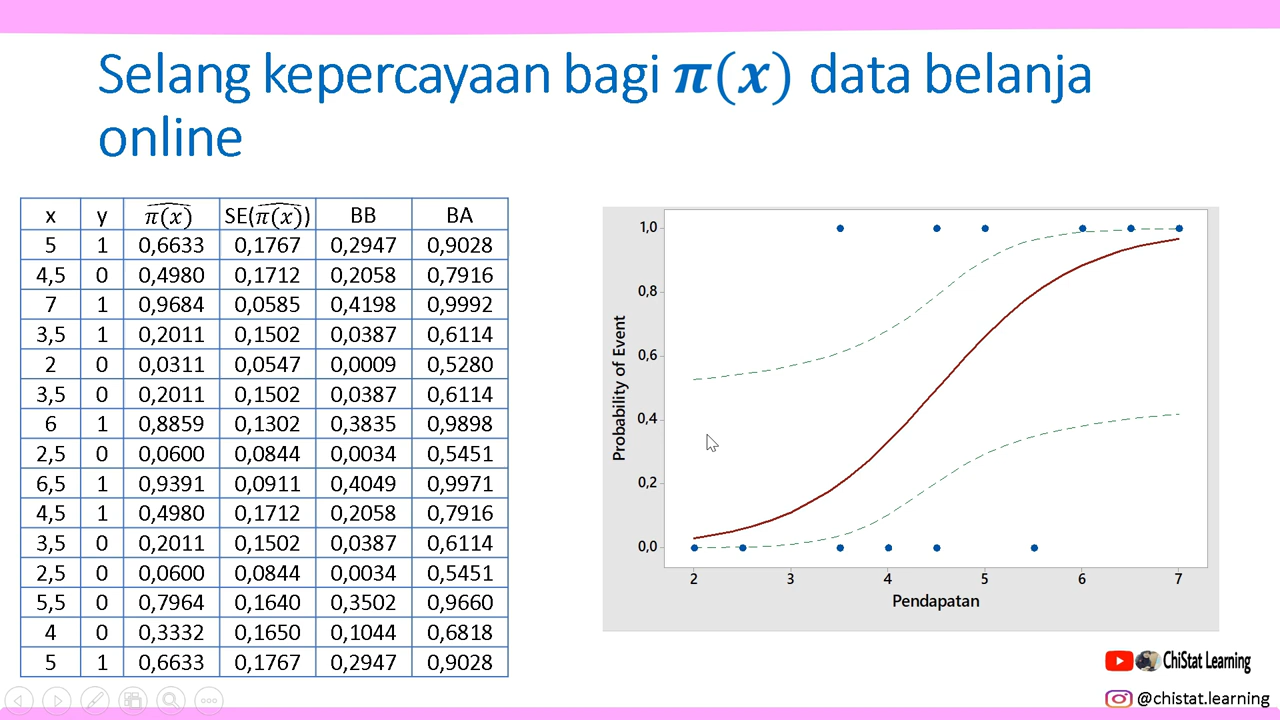 Selang kepercayaan bagi π(x) data belanja
online
x y π(x) SE(π(x)) BB BA
5 1 0,6633 0,1767 0,2947 0,9028
4,5 0 0,4980 0,1712 0,2058 0,7916
7 1 0,9684 0,0585 0,4198 0,9992
3,5 1 0,2011 0,1502 0,0387 0,6114
2 0 0,0311 0,0547 0,0009 0,5280
3,5 0 0,2011 0,1502 0,0387 0,6114
6 1 0,8859 0,1302 0,3835 0,9898
2,5 0 0,0600 0,0844 0,0034 0,5451
6,5 1 0,9391 0,0911 0,4049 0,9971
4,5 1 0,4980 0,1712 0,2058 0,7916
3,5 0 0,2011 0,1502 0,0387 0,6114
2,5 0 0,0600 0,0844 0,0034 0,5451
5,5 0 0,7964 0,1640 0,3502 0,9660
4 0 0,3332 0,1650 0,1044 0,6818
5 1 0,6633 0,1767 0,2947 0,9028
Probability of Event
1,0
0,8
0,6
0,4
0,2
0,0
2 3 4 5 6 7
Pendapatan
ChiStat Learning
@chistat.learning